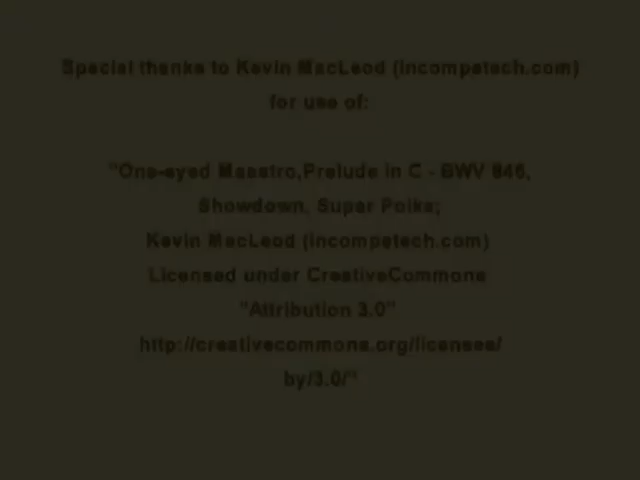 Special thanks to Kevin MacLeod (incompetech.com)
for use of:
"One-eyed Maestro,Prelude in C - BWV 846,
Showdown, Super Polka;
Kevin MacLeod (incompetech.com)
Licensed under CreativeCommons
"Attribution 3.0"
http://creativecommons.org/licenses/
by/3.0/"